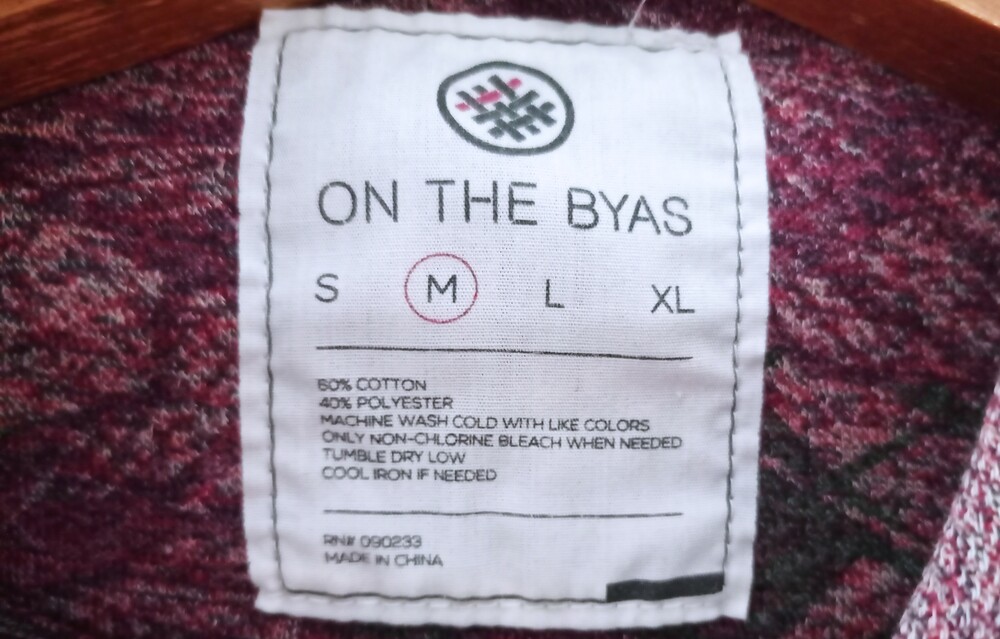 ON THE BYAS
S M L XL
60% COTTON
40% POLYESTER
MACHINE WASH COLD WITH LIKE COLORS
ONLY NON-CHLORINE BLEACH WHEN NEEDED
TUMBLE DRY LOW
COOL IRON IF NEEDED
RN# 090233
MADE IN CHINA